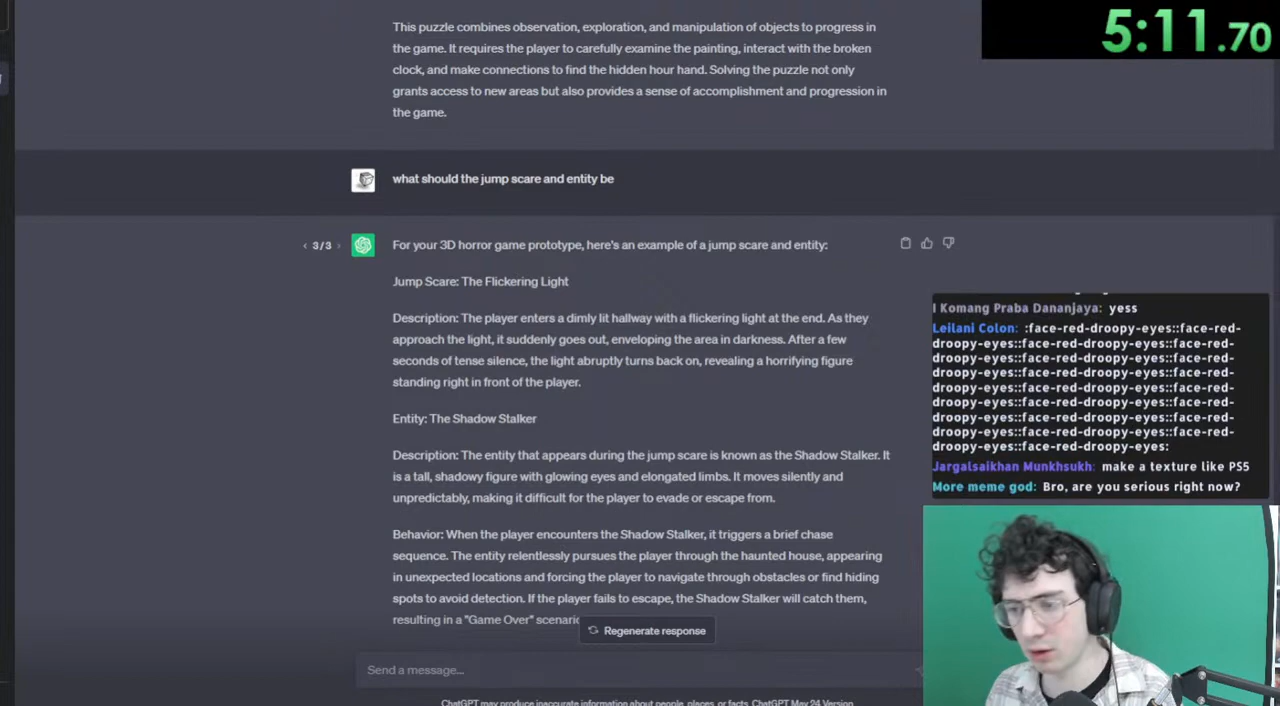 5:11.70
This puzzle combines observation, exploration, and manipulation of objects to progress in
the game. It requires the player to carefully examine the painting, interact with the broken
clock, and make connections to find the hidden hour hand. Solving the puzzle not only
grants access to new areas but also provides a sense of accomplishment and progression in
the game.
what should the jump scare and entity be
< 3/3 >
For your 3D horror game prototype, here's an example of a jump scare and entity:
Jump Scare: The Flickering Light
Description: The player enters a dimly lit hallway with a flickering light at the end. As they
approach the light, it suddenly goes out, enveloping the area in darkness. After a few
seconds of tense silence, the light abruptly turns back on, revealing a horrifying figure
standing right in front of the player.
Entity: The Shadow Stalker
Description: The entity that appears during the jump scare is known as the Shadow Stalker. It
is a tall, shadowy figure with glowing eyes and elongated limbs. It moves silently and
unpredictably, making it difficult for the player to evade or escape from.
Behavior: When the player encounters the Shadow Stalker, it triggers a brief chase
sequence. The entity relentlessly pursues the player through the haunted house, appearing
in unexpected locations and forcing the player to navigate through obstacles or find hiding
spots to avoid detection. If the player fails to escape, the Shadow Stalker will catch them,
resulting in a "Game Over" scenario
Regenerate response
Send a message...
ChatGPT may produce inaccurate information about people, places, or facts. ChatGPT May 24 Version
I Komang Praba Dananjaya: yess
Leilani Colon: :face-red-droopy-eyes::face-red-
droopy-eyes::face-red-droopy-eyes::face-red-
droopy-eyes::face-red-droopy-eyes::face-red-
droopy-eyes::face-red-droopy-eyes::face-red-
droopy-eyes::face-red-droopy-eyes::face-red-
droopy-eyes::face-red-droopy-eyes::face-red-
droopy-eyes::face-red-droopy-eyes::face-red-
droopy-eyes::face-red-droopy-eyes::face-red-
droopy-eyes::face-red-droopy-eyes:
Jargalsaikhan Munkhsukh: make a texture like PS5
More meme god: Bro, are you serious right now?